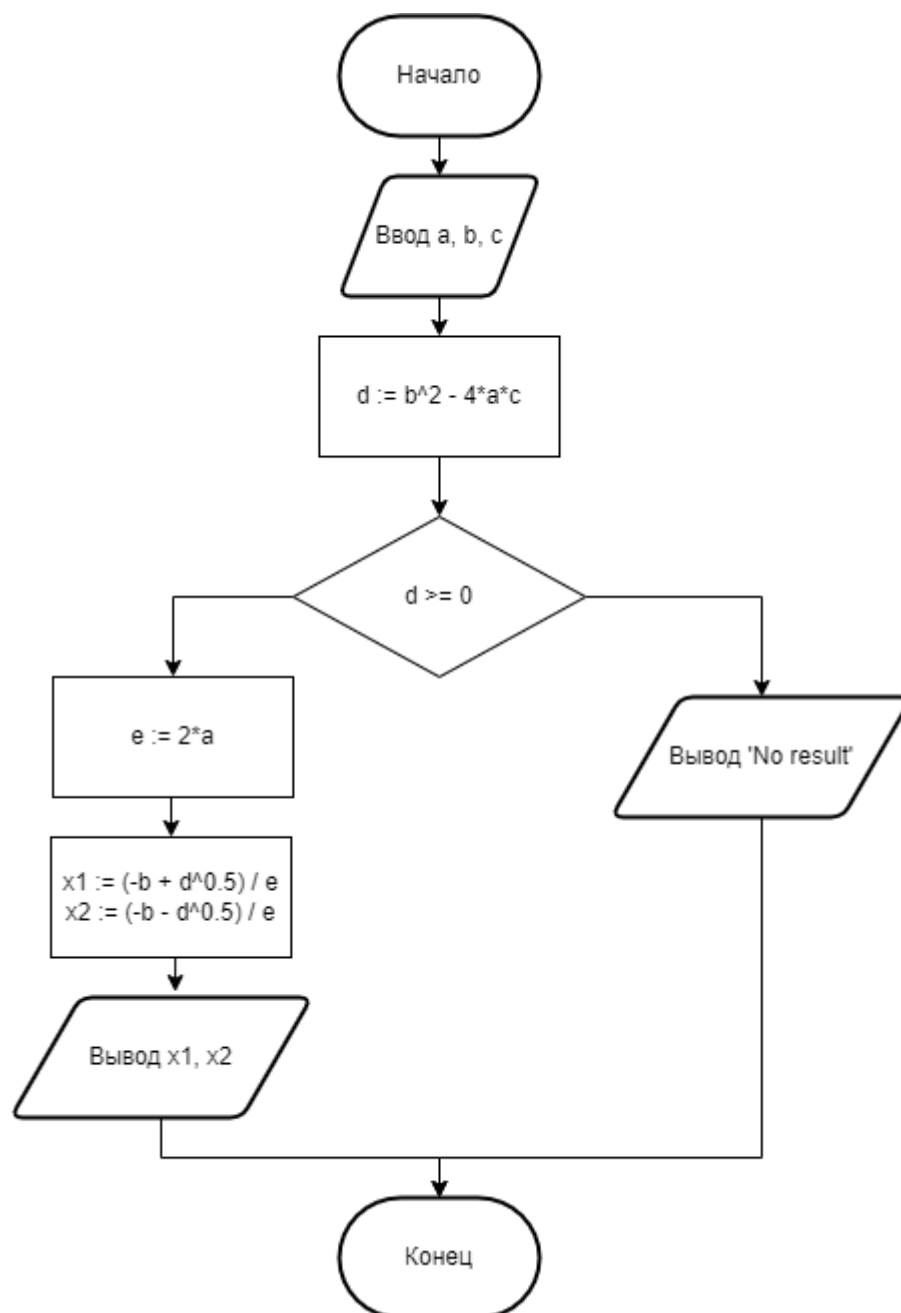 Начало
Ввод a, b, c
d := b^2 - 4*a*c
d >= 0
e := 2*a
Вывод 'No result'
x1 := (-b + d^0.5) / e
x2 := (-b - d^0.5) / e
Вывод x1, x2
Конец